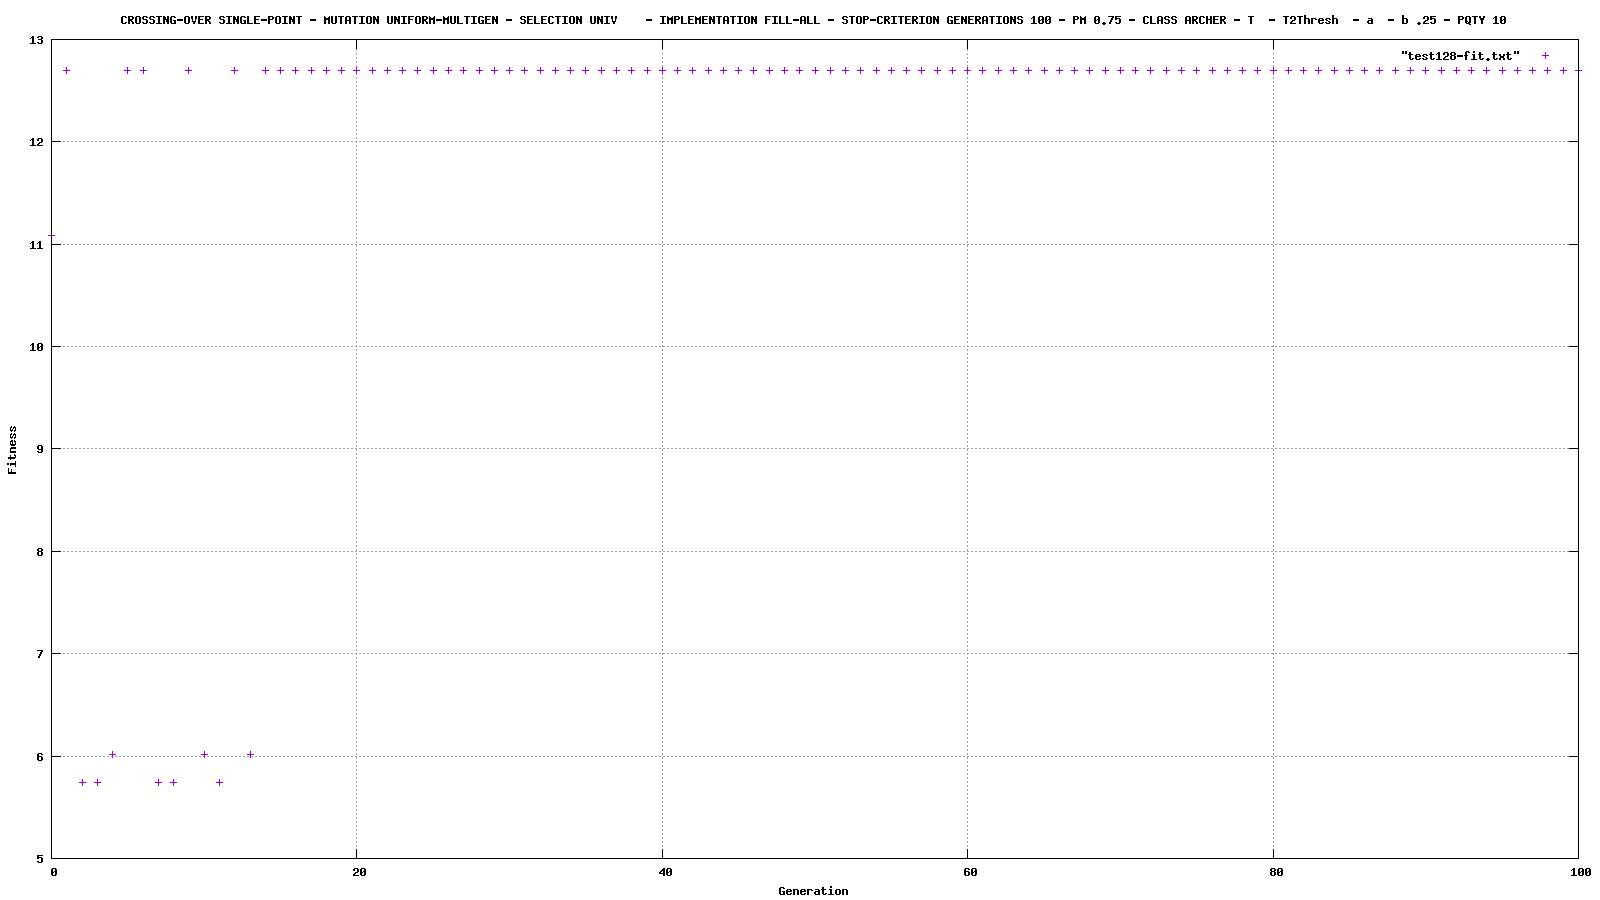 CROSSING-OVER SINGLE-POINT - MUTATION UNIFORM-MULTIGEN - SELECTION UNIV    - IMPLEMENTATION FILL-ALL - STOP-CRITERION GENERATIONS 100 - PM 0.75 - CLASS ARCHER - T  - T2Thresh  - a  - b .25 - PQTY 10
13
"test128-fit.txt"
12
11
10
9
Fitness
8
7
6
5
0 20 40 60 80 100
Generation